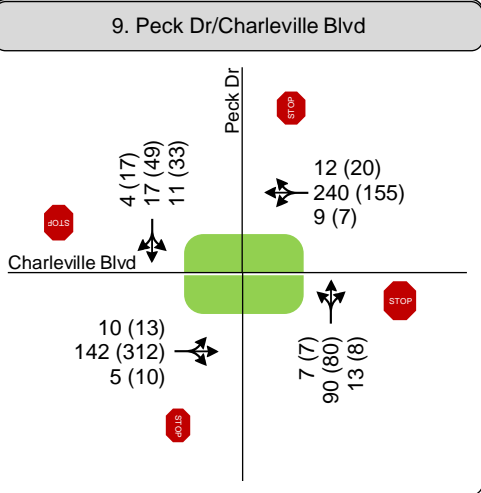 9. Peck Dr/Charleville Blvd
Peck Dr
STOP
4 (17)
17 (49)
11 (33)
12 (20)
240 (155)
9 (7)
STOP
Charleville Blvd
STOP
10 (13)
142 (312)
5 (10)
7 (7)
90 (80)
13 (8)
STOP